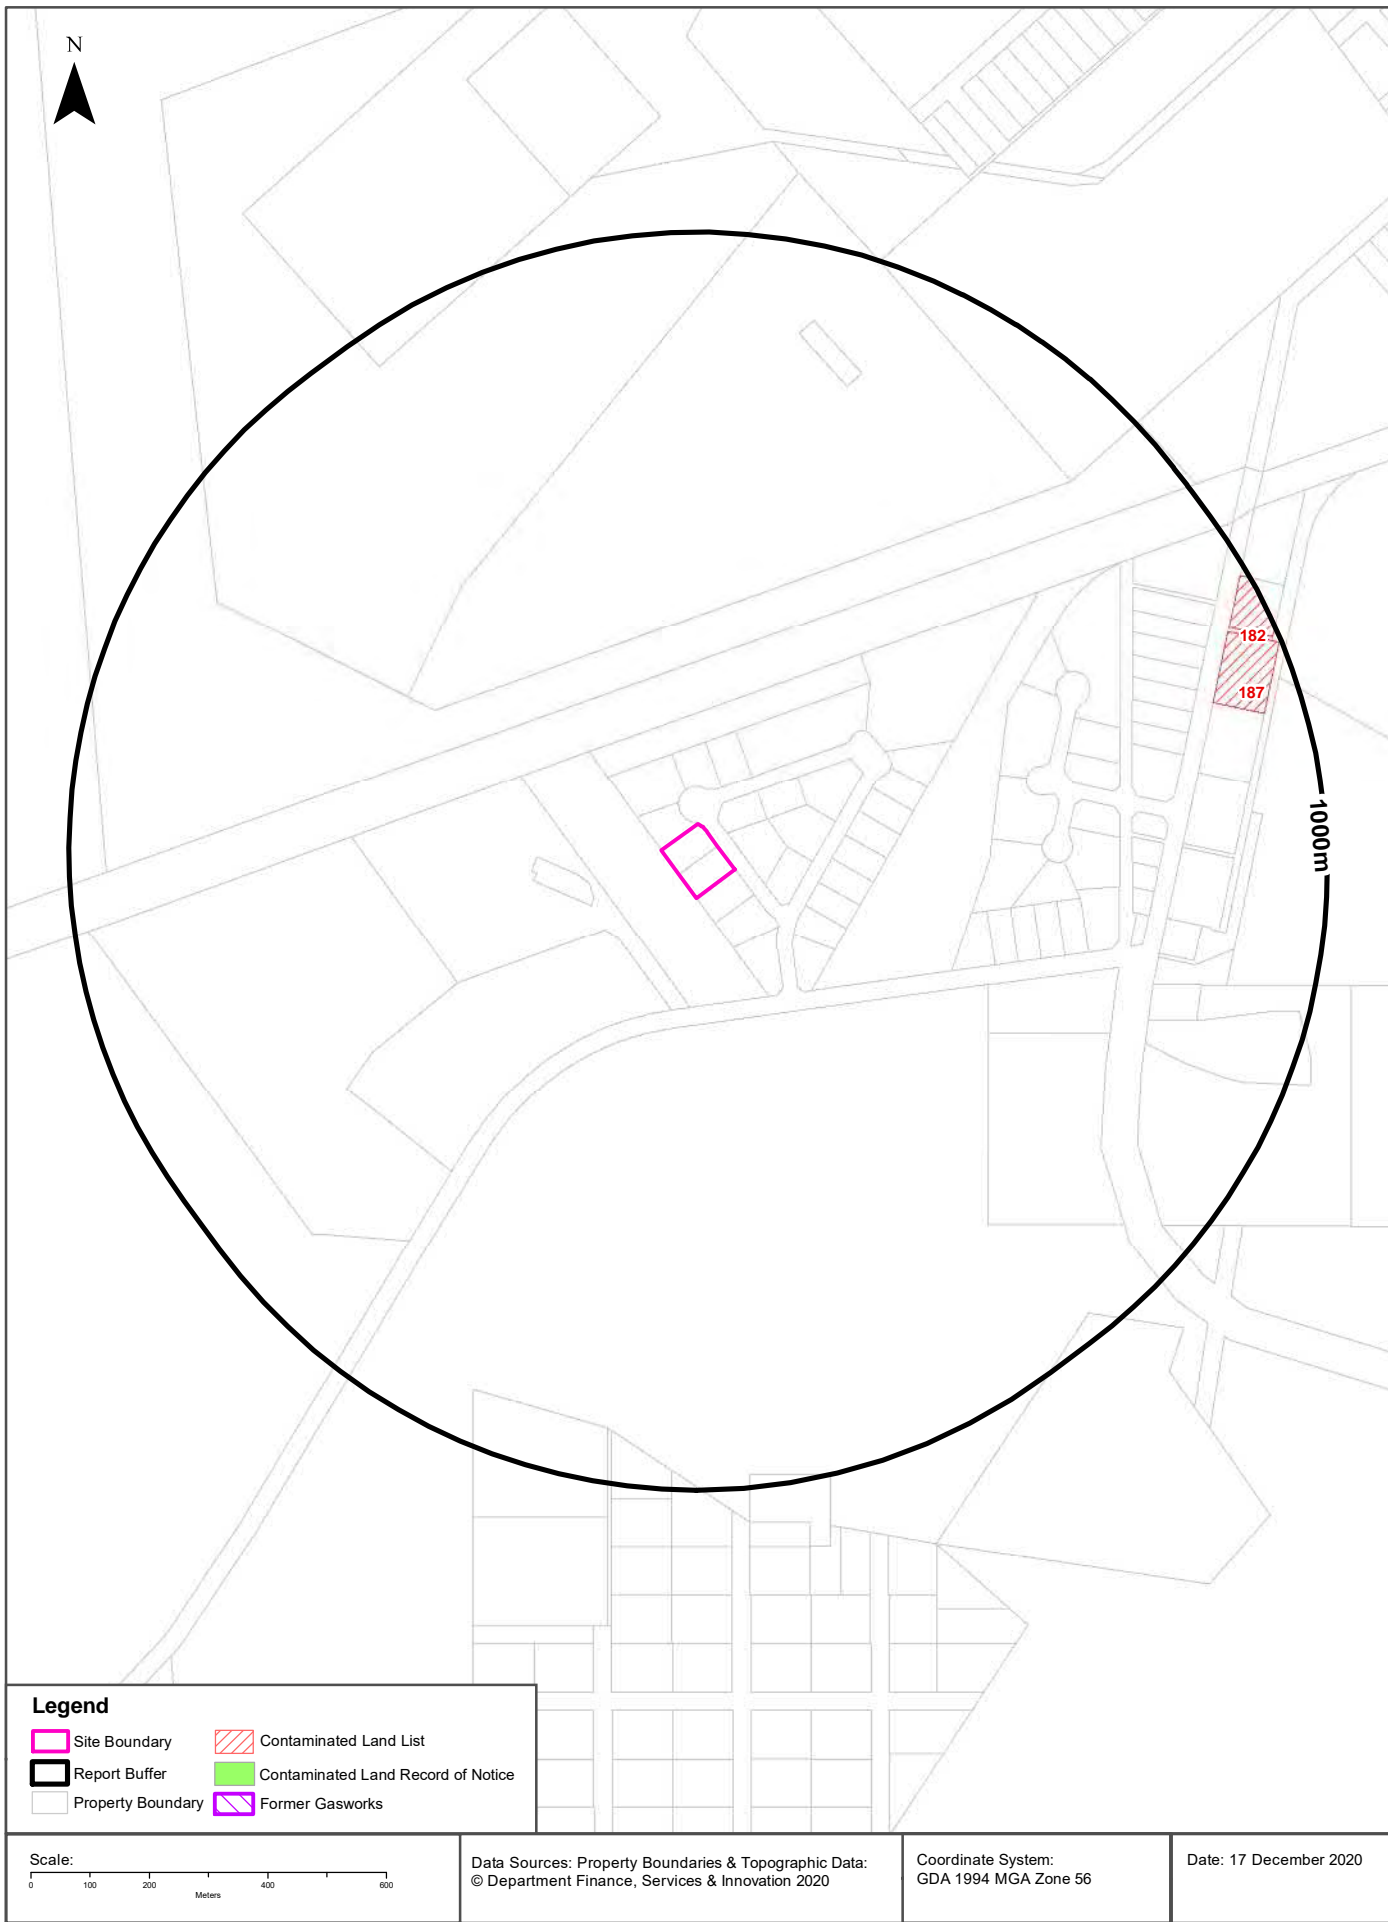 N
182
187
1000m
Legend
Site Boundary
Contaminated Land List
Report Buffer
Contaminated Land Record of Notice
Property Boundary
Former Gasworks
Scale:
0 100 200 400 600
Meters
Data Sources: Property Boundaries & Topographic Data:
© Department Finance, Services & Innovation 2020
Coordinate System:
GDA 1994 MGA Zone 56
Date: 17 December 2020